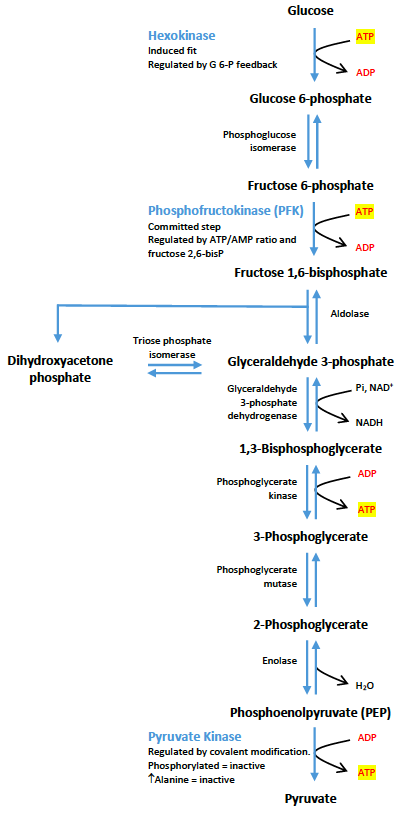 Glucose
Hexokinase
Induced fit
Regulated by G 6-P feedback
ATP
ADP
Glucose 6-phosphate
Phosphoglucose
isomerase
Fructose 6-phosphate
Phosphofructokinase (PFK)
Committed step
Regulated by ATP/AMP ratio and
fructose 2,6-bisP
ATP
ADP
Fructose 1,6-bisphosphate
Aldolase
Dihydroxyacetone
phosphate
Triose phosphate
isomerase
Glyceraldehyde 3-phosphate
Glyceraldehyde
3-phosphate
dehydrogenase
Pi, NAD⁺
NADH
1,3-Bisphosphoglycerate
Phosphoglycerate
kinase
ADP
ATP
3-Phosphoglycerate
Phosphoglycerate
mutase
2-Phosphoglycerate
Enolase
H₂O
Phosphoenolpyruvate (PEP)
Pyruvate Kinase
Regulated by covalent modification.
Phosphorylated = inactive
↑Alanine = inactive
ADP
ATP
Pyruvate